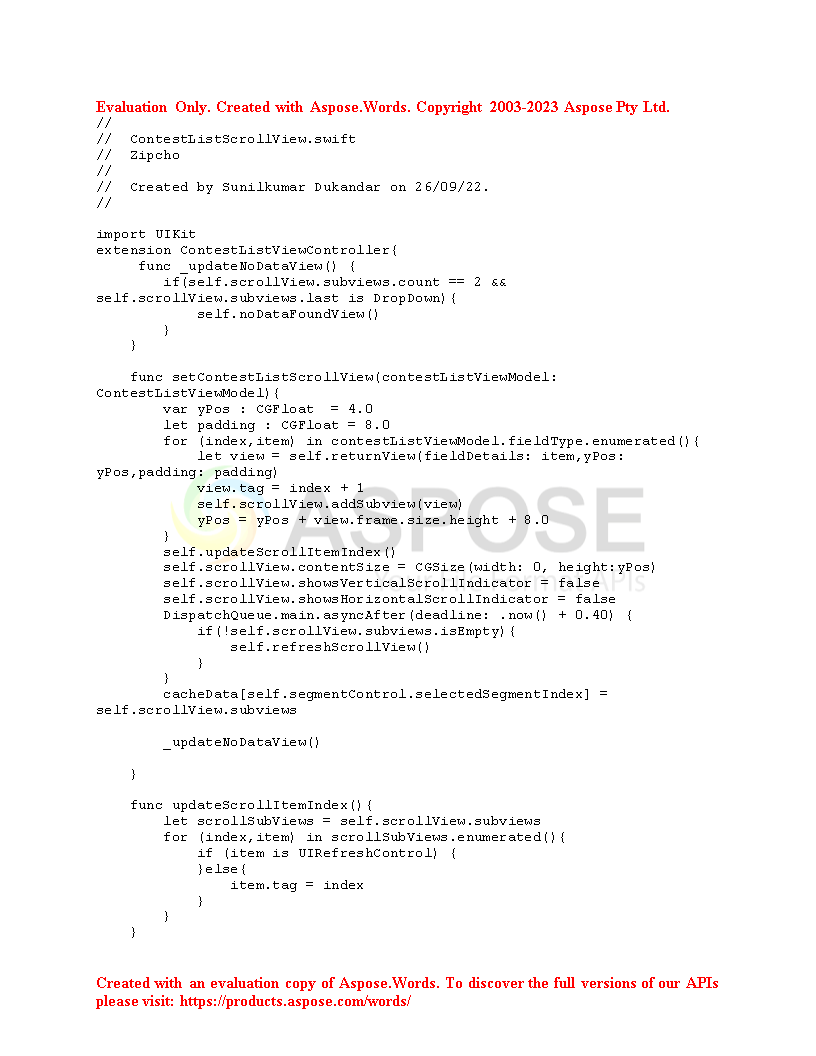 Evaluation Only. Created with Aspose.Words. Copyright 2003-2023 Aspose Pty Ltd.
//
//  ContestListScrollView.swift
//  Zipcho
//
//  Created by Sunilkumar Dukandar on 26/09/22.
//
import UIKit
extension ContestListViewController{
     func _updateNoDataView() {
        if(self.scrollView.subviews.count == 2 &&
self.scrollView.subviews.last is DropDown){
            self.noDataFoundView()
        }
    }
    func setContestListScrollView(contestListViewModel:
ContestListViewModel){
        var yPos : CGFloat  = 4.0
        let padding : CGFloat = 8.0
        for (index,item) in contestListViewModel.fieldType.enumerated(){
            let view = self.returnView(fieldDetails: item,yPos:
yPos,padding: padding)
            view.tag = index + 1
            self.scrollView.addSubview(view)
            yPos = yPos + view.frame.size.height + 8.0
        }
        self.updateScrollItemIndex()
        self.scrollView.contentSize = CGSize(width: 0, height:yPos)
        self.scrollView.showsVerticalScrollIndicator = false
        self.scrollView.showsHorizontalScrollIndicator = false
        DispatchQueue.main.asyncAfter(deadline: .now() + 0.40) {
            if(!self.scrollView.subviews.isEmpty){
                self.refreshScrollView()
            }
        }
        cacheData[self.segmentControl.selectedSegmentIndex] =
self.scrollView.subviews
        _updateNoDataView()
    }
    func updateScrollItemIndex(){
        let scrollSubViews = self.scrollView.subviews
        for (index,item) in scrollSubViews.enumerated(){
            if (item is UIRefreshControl) {
            }else{
                item.tag = index
            }
        }
    }
ASPOSE
APIs
Created with an evaluation copy of Aspose.Words. To discover the full versions of our APIs
please visit: https://products.aspose.com/words/